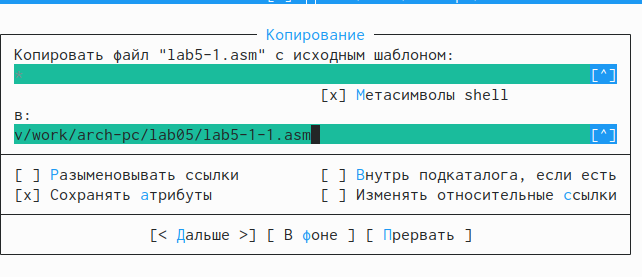 Копирование
Копировать файл "lab5-1.asm" с исходным шаблоном:
* [^]
[x] Метасимволы shell
в:
v/work/arch-pc/lab05/lab5-1-1.asm [^]
[ ] Разыменовывать ссылки [ ] Внутрь подкаталога, если есть
[x] Сохранять атрибуты [ ] Изменять относительные ссылки
[< Дальше >] [ В фоне ] [ Прервать ]